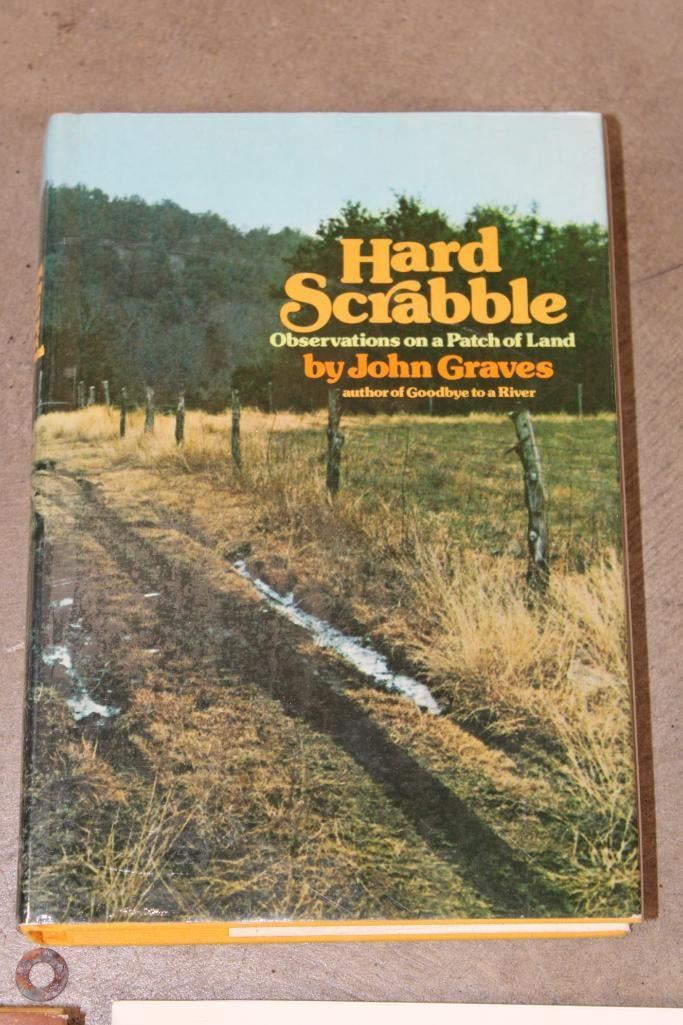 Hard
Scrabble
Observations on a Patch of Land
by John Graves
author of Goodbye to a River